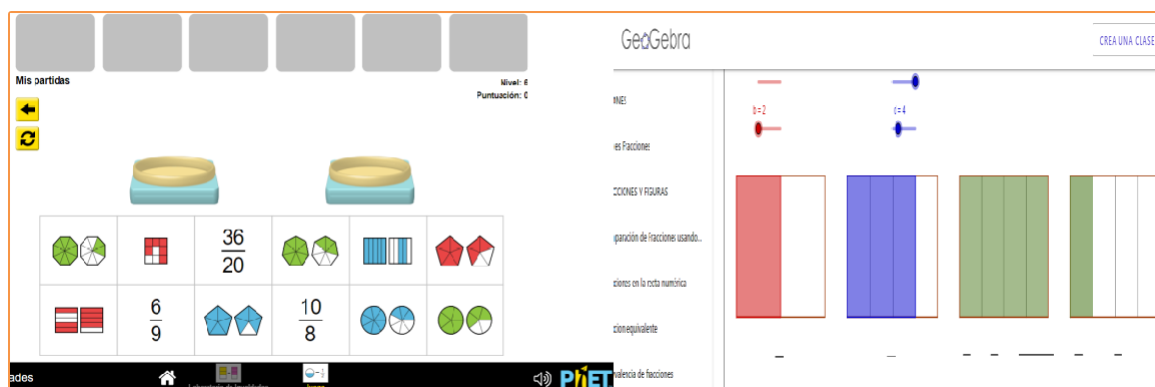 Mis partidas
Nivel: 6
Puntuación: 0
36
20
6
9
10
8
ades
PhET
GeoGebra
CREA UNA CLASE
b = 2
c = 4
es Fracciones
CCIONES Y FIGURAS
paración de Fracciones usando...
ciones en la recta numérica
cion equivalente
valencia de fracciones